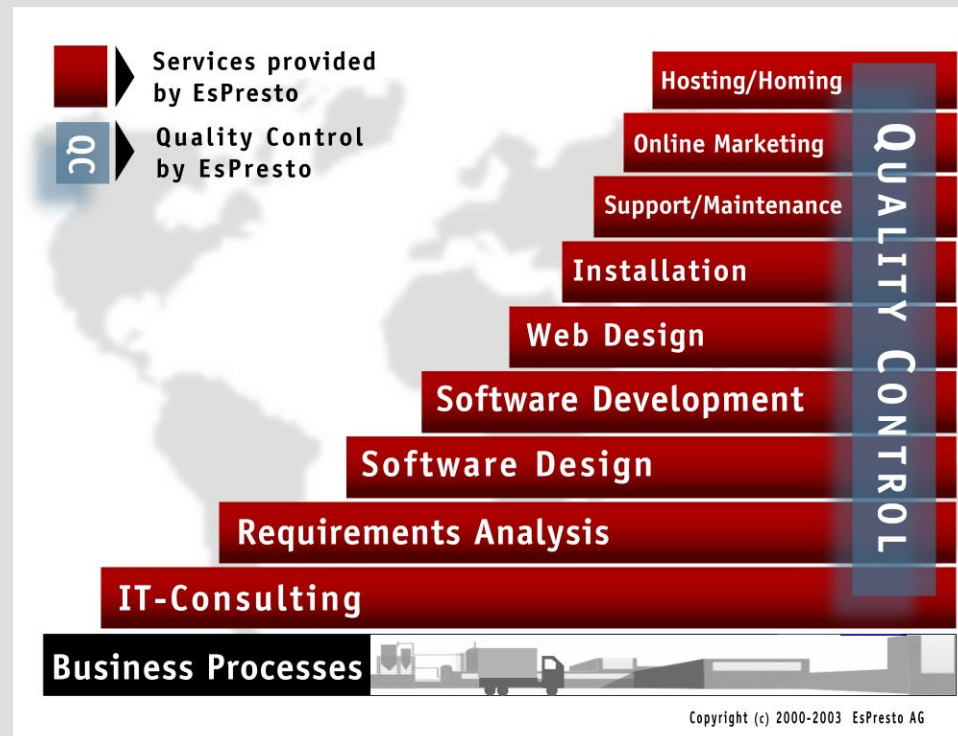 Services provided
by EsPresto
QC
Quality Control
by EsPresto
Hosting/Homing
Online Marketing
Support/Maintenance
Installation
Web Design
Software Development
Software Design
Requirements Analysis
IT-Consulting
QUALITY CONTROL
Business Processes
Copyright (c) 2000-2003 EsPresto AG